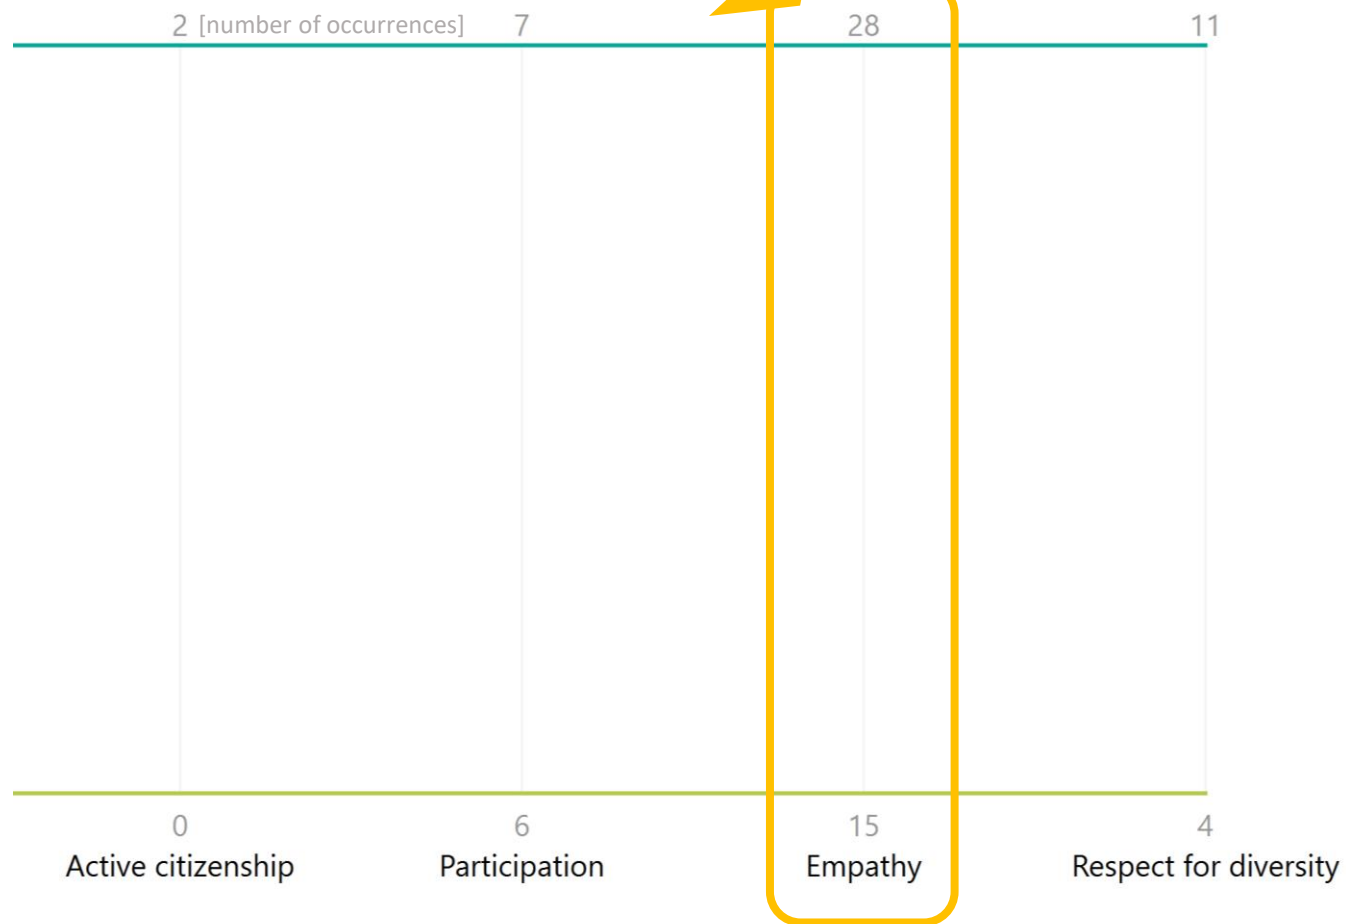 2 [number of occurrences] 7 28 11
0 6 15 4
Active citizenship Participation Empathy Respect for diversity